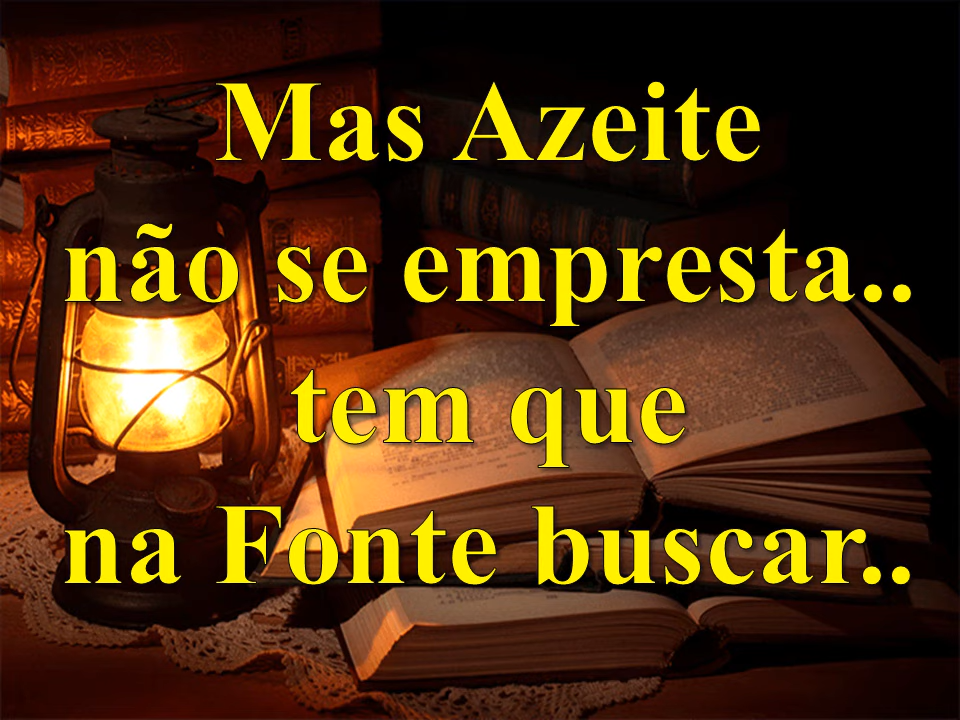 Mas Azeite
não se empresta..
tem que
na Fonte buscar..